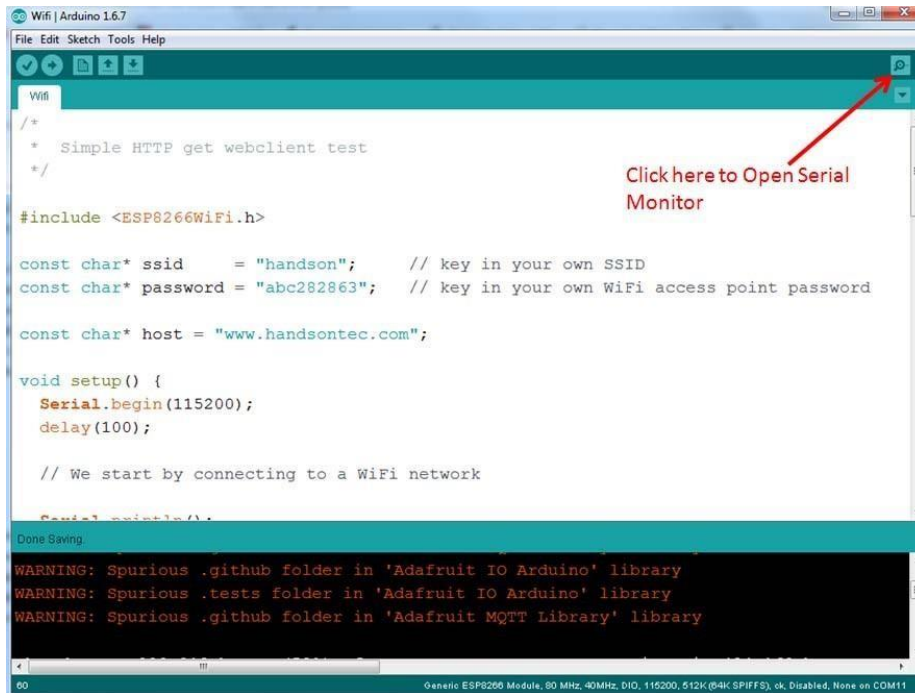 Wifi | Arduino 1.6.7
File Edit Sketch Tools Help
Wifi
/*
 *  Simple HTTP get webclient test
 */
Click here to Open Serial
Monitor
#include <ESP8266WiFi.h>
const char* ssid     = "handson";     // key in your own SSID
const char* password = "abc282863";   // key in your own WiFi access point password
const char* host = "www.handsontec.com";
void setup() {
  Serial.begin(115200);
  delay(100);
  // We start by connecting to a WiFi network
  Serial.println();
Done Saving.
WARNING: Spurious .github folder in 'Adafruit IO Arduino' library
WARNING: Spurious .tests folder in 'Adafruit IO Arduino' library
WARNING: Spurious .github folder in 'Adafruit MQTT Library' library
60
Generic ESP8266 Module, 80 MHz, 40MHz, DIO, 115200, 512K (64K SPIFFS), ck, Disabled, None on COM11